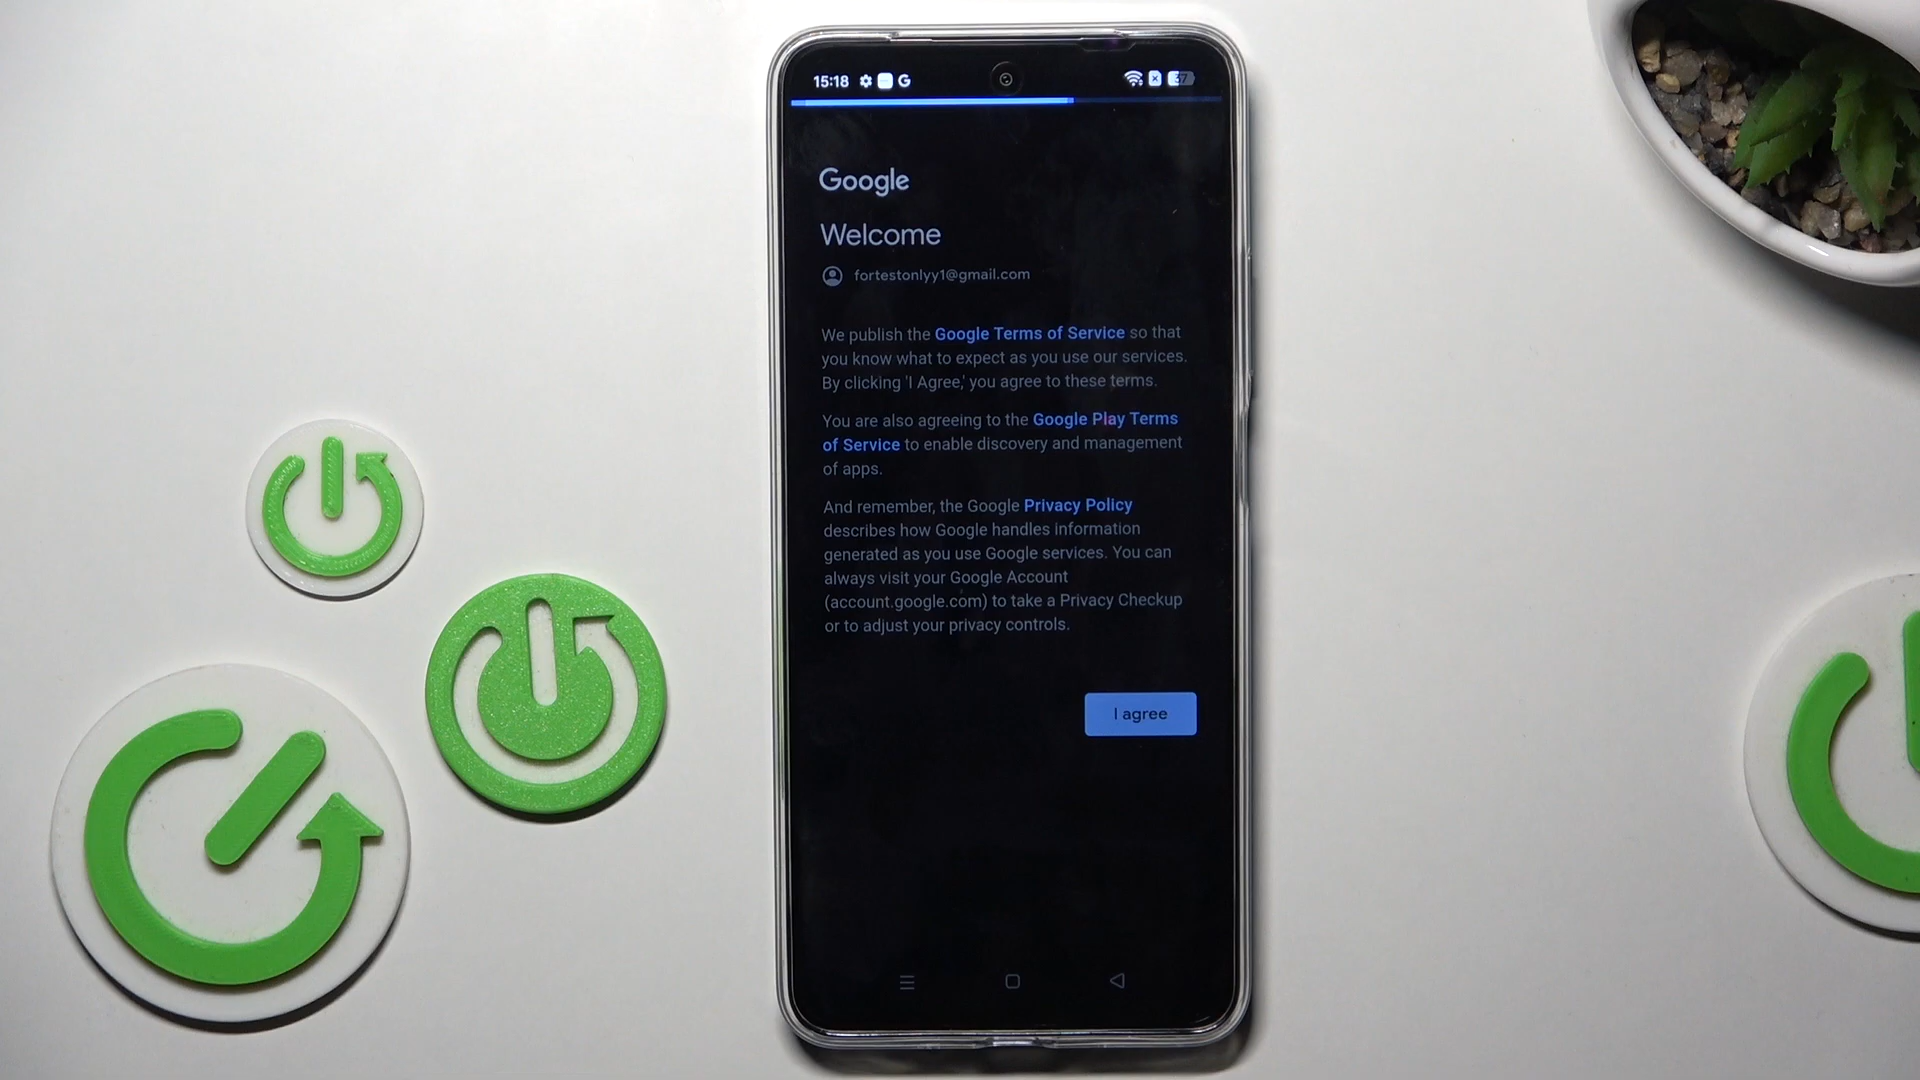 15:18 G 37
Google
Welcome
fortestonlyy1@gmail.com
We publish the Google Terms of Service so that
you know what to expect as you use our services.
By clicking 'I Agree,' you agree to these terms.
You are also agreeing to the Google Play Terms
of Service to enable discovery and management
of apps.
And remember, the Google Privacy Policy
describes how Google handles information
generated as you use Google services. You can
always visit your Google Account
(account.google.com) to take a Privacy Checkup
or to adjust your privacy controls.
I agree